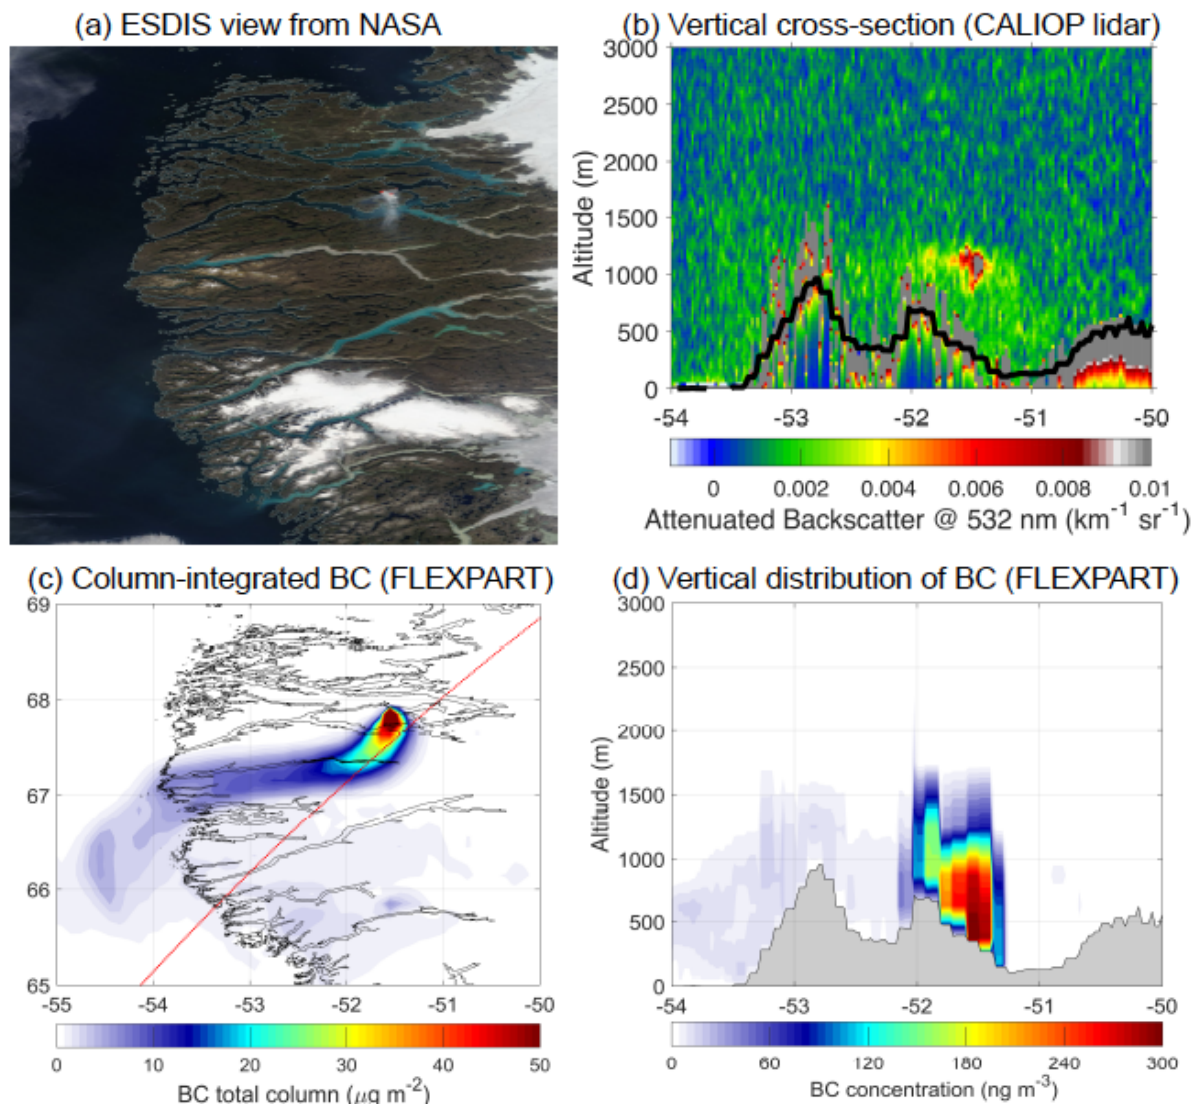 (a) ESDIS view from NASA
(b) Vertical cross-section (CALIOP lidar)
3000
2500
2000
1500
1000
500
0
Altitude (m)
-54 -53 -52 -51 -50
0 0.002 0.004 0.006 0.008 0.01
Attenuated Backscatter @ 532 nm (km⁻¹ sr⁻¹)
(c) Column-integrated BC (FLEXPART)
69
68
67
66
65
-55 -54 -53 -52 -51 -50
0 10 20 30 40 50
BC total column (μg m⁻²)
(d) Vertical distribution of BC (FLEXPART)
3000
2500
2000
1500
1000
500
0
Altitude (m)
-54 -53 -52 -51 -50
0 60 120 180 240 300
BC concentration (ng m⁻³)